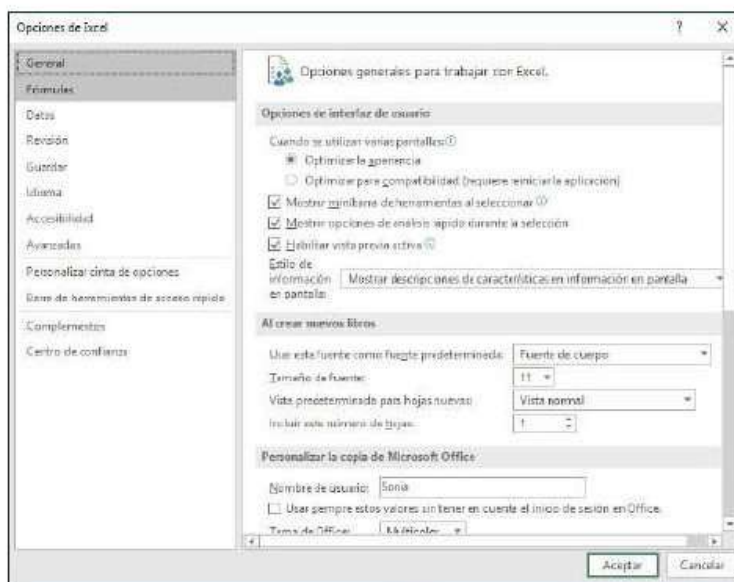 Opciones de Excel
? X
General
Fórmulas
Datos
Revisión
Guardar
Idioma
Accesibilidad
Avanzadas
Personalizar cinta de opciones
Barra de herramientas de acceso rápido
Complementos
Centro de confianza
Opciones generales para trabajar con Excel.
Opciones de interfaz de usuario
Cuando se utilizan varias pantallas:
Optimizar la apariencia
Optimizar para compatibilidad (requiere reiniciar la aplicación)
Mostrar minibarra de herramientas al seleccionar
Mostrar opciones de análisis rápido durante la selección
Habilitar vista previa activa
Estilo de información en pantalla:
Mostrar descripciones de características en información en pantalla
Al crear nuevos libros
Usar esta fuente como fuente predeterminada:
Fuente de cuerpo
Tamaño de fuente:
11
Vista predeterminada para hojas nuevas:
Vista normal
Incluir este número de hojas:
1
Personalizar la copia de Microsoft Office
Nombre de usuario:
Sonia
Usar siempre estos valores sin tener en cuenta el inicio de sesión en Office.
Tema de Office:
Multicolor
Aceptar
Cancelar